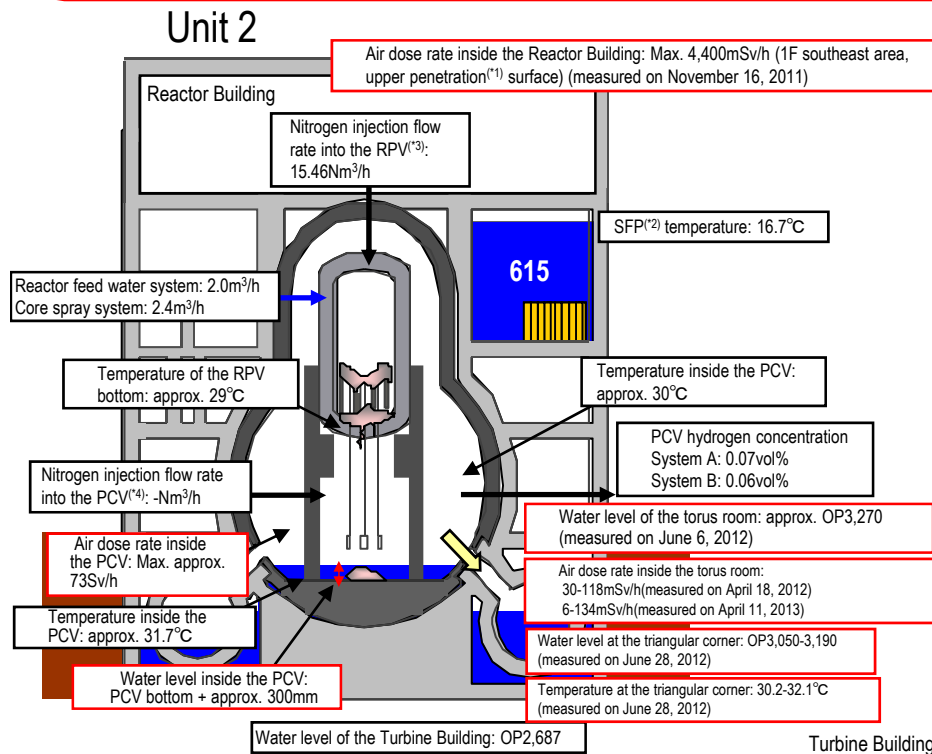 Unit 2
Air dose rate inside the Reactor Building: Max. 4,400mSv/h (1F southeast area,
upper penetration(*1) surface) (measured on November 16, 2011)
Reactor Building
Nitrogen injection flow
rate into the RPV(*3):
15.46Nm3/h
SFP(*2) temperature: 16.7℃
615
Reactor feed water system: 2.0m3/h
Core spray system: 2.4m3/h
Temperature of the RPV
bottom: approx. 29℃
Temperature inside the PCV:
approx. 30℃
PCV hydrogen concentration
System A: 0.07vol%
System B: 0.06vol%
Nitrogen injection flow rate
into the PCV(*4): -Nm3/h
Water level of the torus room: approx. OP3,270
(measured on June 6, 2012)
Air dose rate inside
the PCV: Max. approx.
73Sv/h
Air dose rate inside the torus room:
30-118mSv/h(measured on April 18, 2012)
6-134mSv/h(measured on April 11, 2013)
Temperature inside the
PCV: approx. 31.7℃
Water level at the triangular corner: OP3,050-3,190
(measured on June 28, 2012)
Water level inside the PCV:
PCV bottom + approx. 300mm
Temperature at the triangular corner: 30.2-32.1℃
(measured on June 28, 2012)
Water level of the Turbine Building: OP2,687
Turbine Building